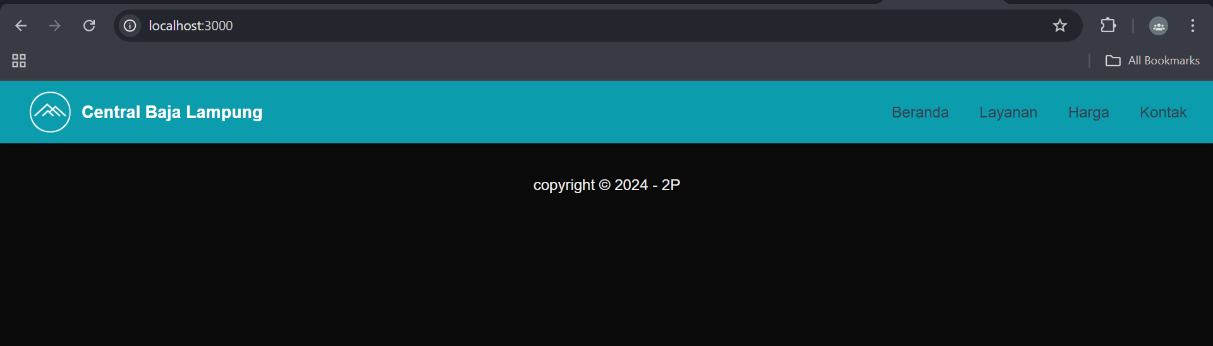 localhost:3000
All Bookmarks
Central Baja Lampung
Beranda Layanan Harga Kontak
copyright © 2024 - 2P